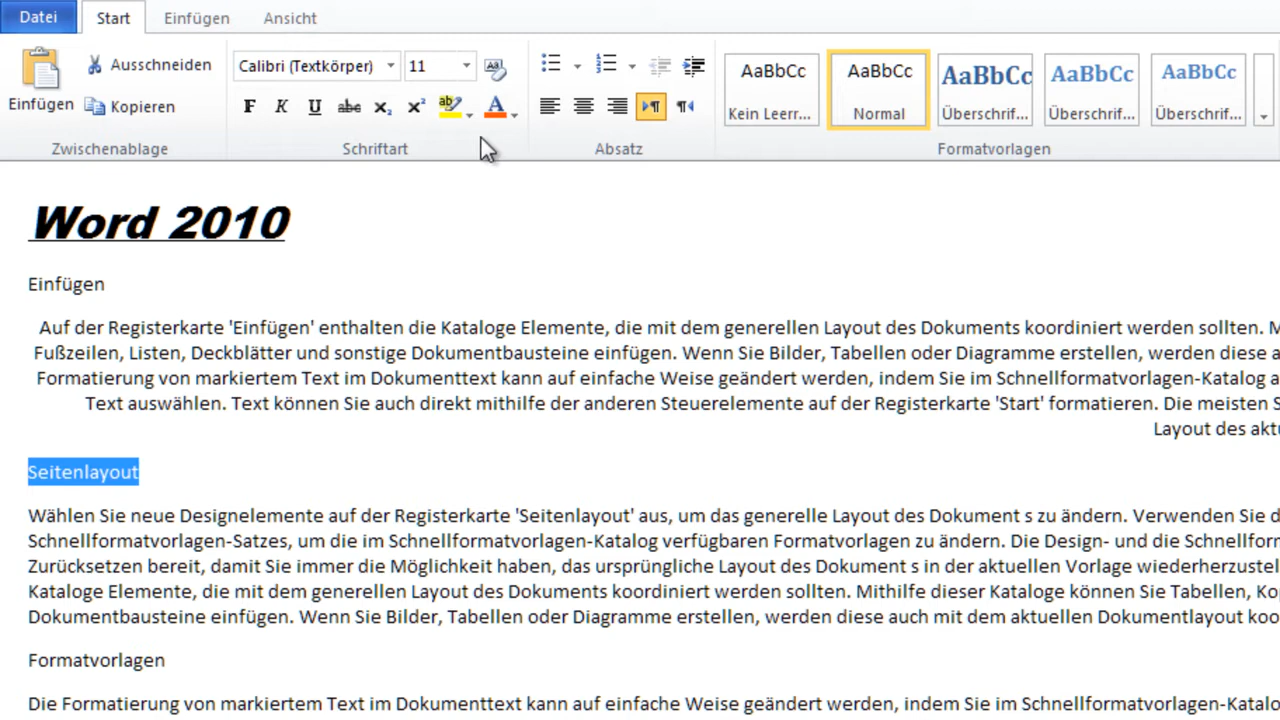 Datei Start Einfügen Ansicht
Ausschneiden
Calibri (Textkörper) 11
Einfügen Kopieren
F K U abc x₂ x² ab A
AaBbCc AaBbCc AaBbCc AaBbCc AaBbCc
Kein Leerr... Normal Überschrif... Überschrif... Überschrif...
Zwischenablage Schriftart Absatz Formatvorlagen
Word 2010
Einfügen
Auf der Registerkarte 'Einfügen' enthalten die Kataloge Elemente, die mit dem generellen Layout des Dokuments koordiniert werden sollten. M
Fußzeilen, Listen, Deckblätter und sonstige Dokumentbausteine einfügen. Wenn Sie Bilder, Tabellen oder Diagramme erstellen, werden diese a
Formatierung von markiertem Text im Dokumenttext kann auf einfache Weise geändert werden, indem Sie im Schnellformatvorlagen-Katalog a
Text auswählen. Text können Sie auch direkt mithilfe der anderen Steuerelemente auf der Registerkarte 'Start' formatieren. Die meisten S
Layout des aktu
Seitenlayout
Wählen Sie neue Designelemente auf der Registerkarte 'Seitenlayout' aus, um das generelle Layout des Dokument s zu ändern. Verwenden Sie d
Schnellformatvorlagen-Satzes, um die im Schnellformatvorlagen-Katalog verfügbaren Formatvorlagen zu ändern. Die Design- und die Schnellfor
Zurücksetzen bereit, damit Sie immer die Möglichkeit haben, das ursprüngliche Layout des Dokument s in der aktuellen Vorlage wiederherzustel
Kataloge Elemente, die mit dem generellen Layout des Dokuments koordiniert werden sollten. Mithilfe dieser Kataloge können Sie Tabellen, Kop
Dokumentbausteine einfügen. Wenn Sie Bilder, Tabellen oder Diagramme erstellen, werden diese auch mit dem aktuellen Dokumentlayout koo
Formatvorlagen
Die Formatierung von markiertem Text im Dokumenttext kann auf einfache Weise geändert werden, indem Sie im Schnellformatvorlagen-Katalo